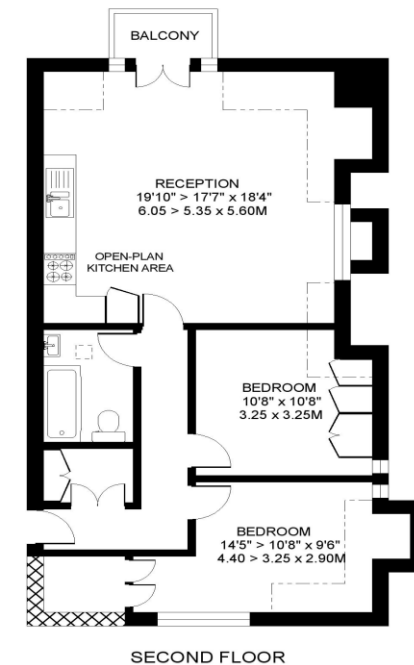 BALCONY
RECEPTION
19'10" > 17'7" x 18'4"
6.05 > 5.35 x 5.60M
OPEN-PLAN
KITCHEN AREA
BEDROOM
10'8" x 10'8"
3.25 x 3.25M
BEDROOM
14'5" > 10'8" x 9'6"
4.40 > 3.25 x 2.90M
SECOND FLOOR